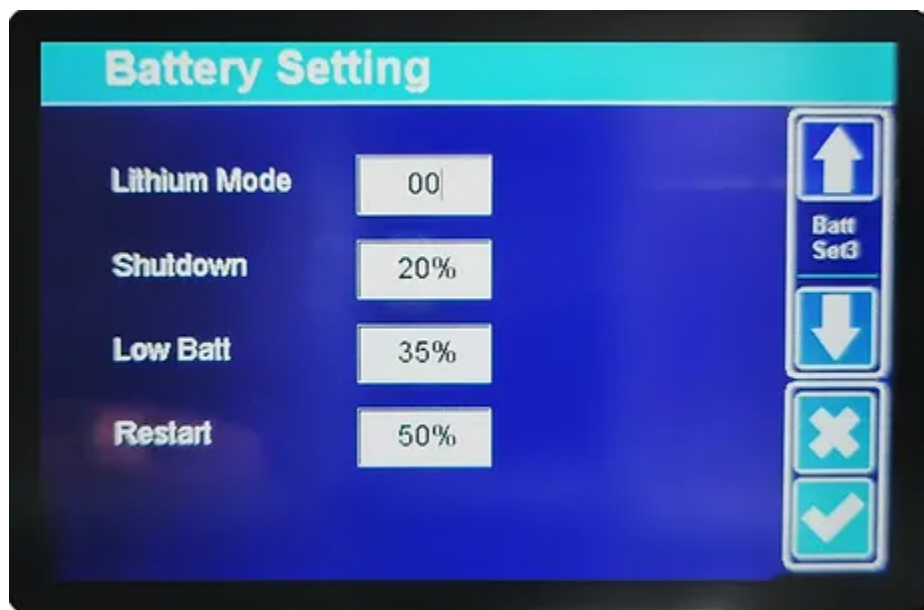 Battery Setting
Lithium Mode 00
Shutdown 20%
Low Batt 35%
Restart 50%
Batt
Set3